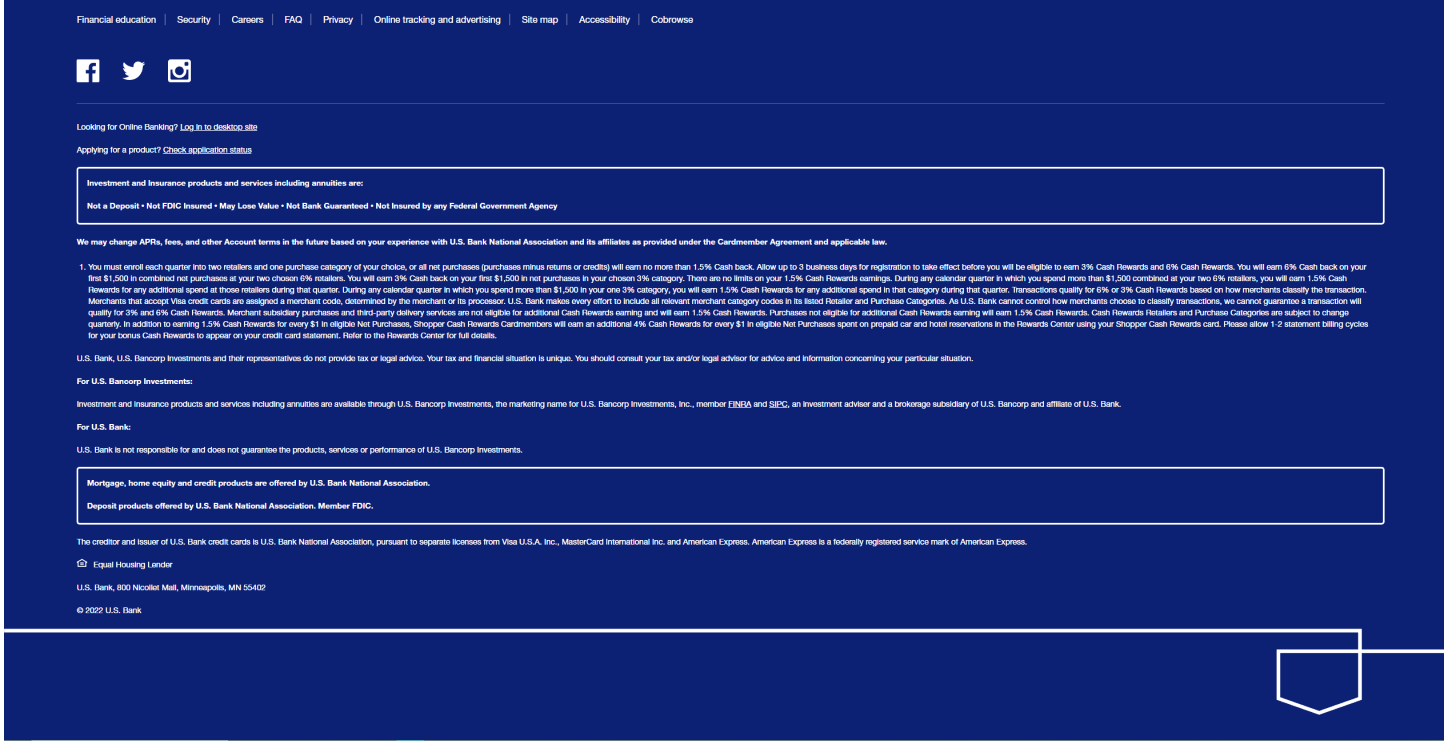 Financial education | Security | Careers | FAQ | Privacy | Online tracking and advertising | Site map | Accessibility | Cobrowse
Looking for Online Banking? Log in to desktop site
Applying for a product? Check application status
Investment and Insurance products and services including annuities are:
Not a Deposit • Not FDIC Insured • May Lose Value • Not Bank Guaranteed • Not Insured by any Federal Government Agency
We may change APRs, fees, and other Account terms in the future based on your experience with U.S. Bank National Association and its affiliates as provided under the Cardmember Agreement and applicable law.
1. You must enroll each quarter into two retailers and one purchase category of your choice, or all net purchases (purchases minus returns or credits) will earn no more than 1.5% Cash back. Allow up to 3 business days for registration to take effect before you will be eligible to earn 3% Cash Rewards and 6% Cash Rewards. You will earn 6% Cash back on your
first $1,500 in combined net purchases at your two chosen 6% retailers. You will earn 3% Cash back on your first $1,500 in net purchases in your chosen 3% category. There are no limits on your 1.5% Cash Rewards earnings. During any calendar quarter in which you spend more than $1,500 combined at your two 6% retailers, you will earn 1.5% Cash
Rewards for any additional spend at those retailers during that quarter. During any calendar quarter in which you spend more than $1,500 in your one 3% category, you will earn 1.5% Cash Rewards for any additional spend in that category during that quarter. Transactions qualify for 6% or 3% Cash Rewards based on how merchants classify the transaction.
Merchants that accept Visa credit cards are assigned a merchant code, determined by the merchant or its processor. U.S. Bank makes every effort to include all relevant merchant category codes in its listed Retailer and Purchase Categories. As U.S. Bank cannot control how merchants choose to classify transactions, we cannot guarantee a transaction will
qualify for 3% and 6% Cash Rewards. Merchant subsidiary purchases and third-party delivery services are not eligible for additional Cash Rewards earning and will earn 1.5% Cash Rewards. Purchases not eligible for additional Cash Rewards earning will earn 1.5% Cash Rewards. Cash Rewards Retailers and Purchase Categories are subject to change
quarterly. In addition to earning 1.5% Cash Rewards for every $1 in eligible Net Purchases, Shopper Cash Rewards Cardmembers will earn an additional 4% Cash Rewards for every $1 in eligible Net Purchases spent on prepaid car and hotel reservations in the Rewards Center using your Shopper Cash Rewards card. Please allow 1-2 statement billing cycles
for your bonus Cash Rewards to appear on your credit card statement. Refer to the Rewards Center for full details.
U.S. Bank, U.S. Bancorp Investments and their representatives do not provide tax or legal advice. Your tax and financial situation is unique. You should consult your tax and/or legal advisor for advice and information concerning your particular situation.
For U.S. Bancorp Investments:
Investment and Insurance products and services including annuities are available through U.S. Bancorp Investments, the marketing name for U.S. Bancorp Investments, Inc., member FINRA and SIPC, an investment adviser and a brokerage subsidiary of U.S. Bancorp and affiliate of U.S. Bank.
For U.S. Bank:
U.S. Bank is not responsible for and does not guarantee the products, services or performance of U.S. Bancorp Investments.
Mortgage, home equity and credit products are offered by U.S. Bank National Association.
Deposit products offered by U.S. Bank National Association. Member FDIC.
The creditor and issuer of U.S. Bank credit cards is U.S. Bank National Association, pursuant to separate licenses from Visa U.S.A. Inc., MasterCard International Inc. and American Express. American Express is a federally registered service mark of American Express.
Equal Housing Lender
U.S. Bank, 800 Nicollet Mall, Minneapolis, MN 55402
© 2022 U.S. Bank